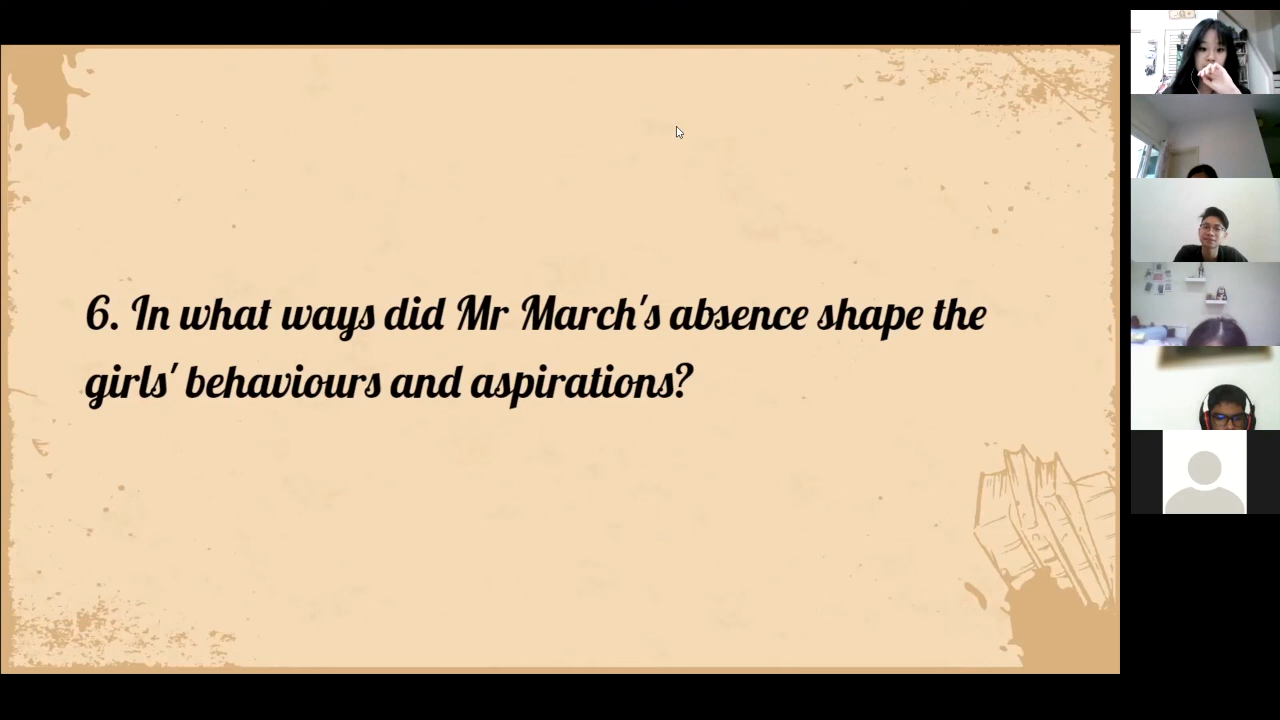 6. In what ways did Mr March's absence shape the
girls' behaviours and aspirations?